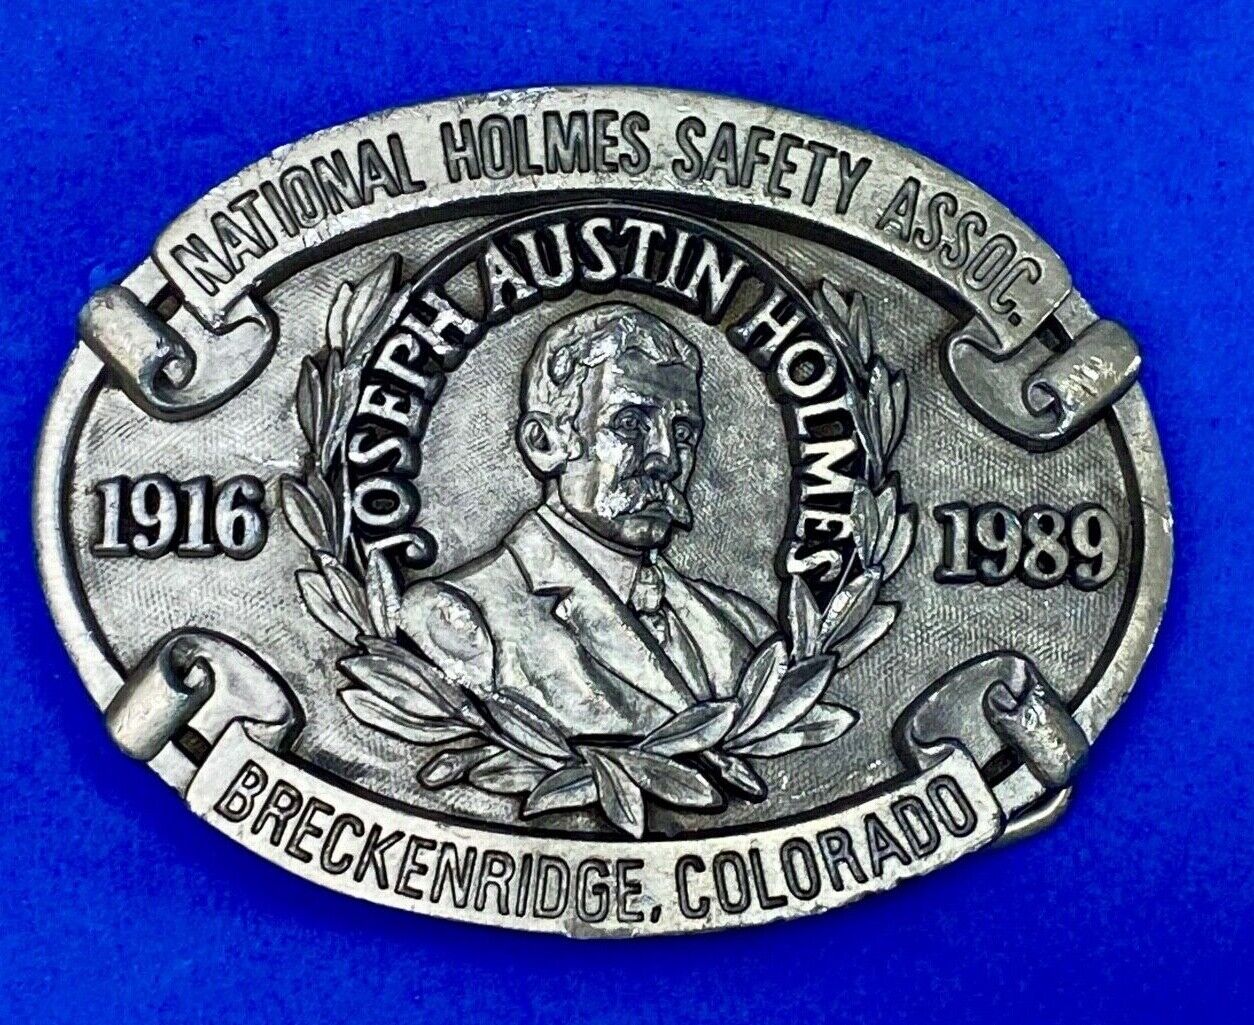 NATIONAL HOLMES SAFETY ASSOC.
JOSEPH AUSTIN HOLMES
1916
1989
BRECKENRIDGE, COLORADO